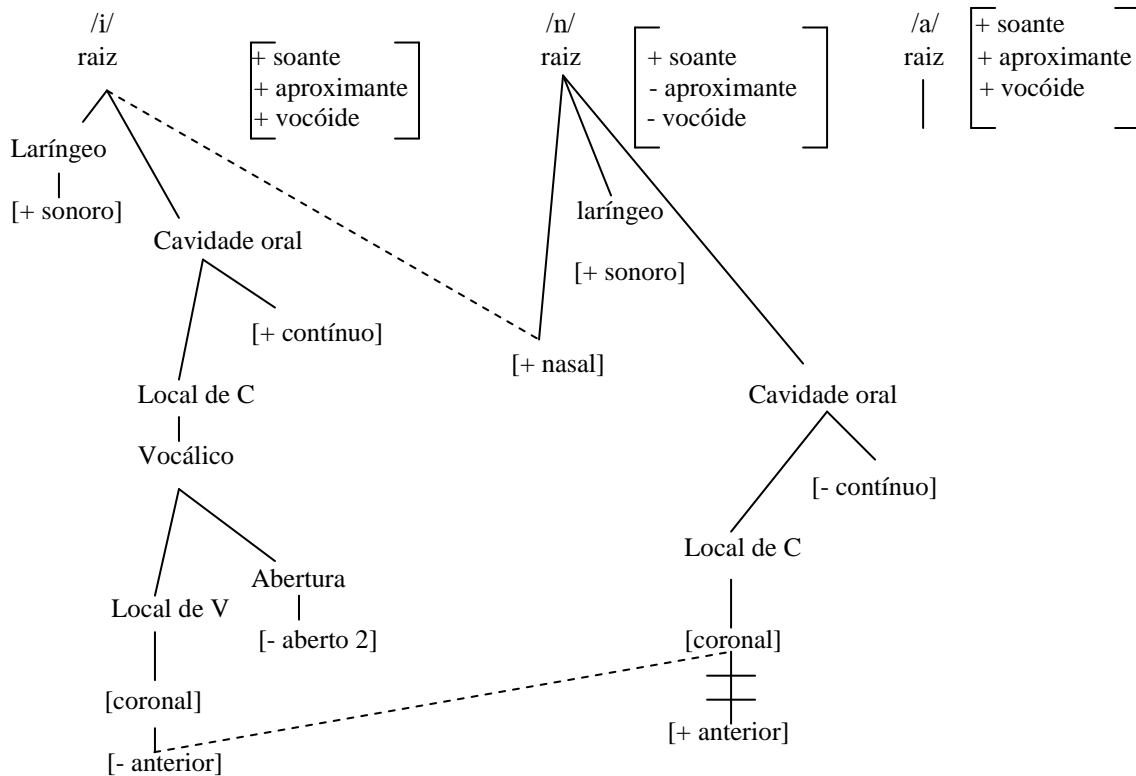 /i/
raiz
+ soante
+ aproximante
+ vocóide
/n/
raiz
+ soante
- aproximante
- vocóide
/a/
raiz
+ soante
+ aproximante
+ vocóide
Laríngeo
[+ sonoro]
Cavidade oral
[+ contínuo]
Local de C
Vocálico
Abertura
[- aberto 2]
Local de V
[coronal]
[- anterior]
laríngeo
[+ sonoro]
[+ nasal]
Cavidade oral
[- contínuo]
Local de C
[coronal]
[+ anterior]